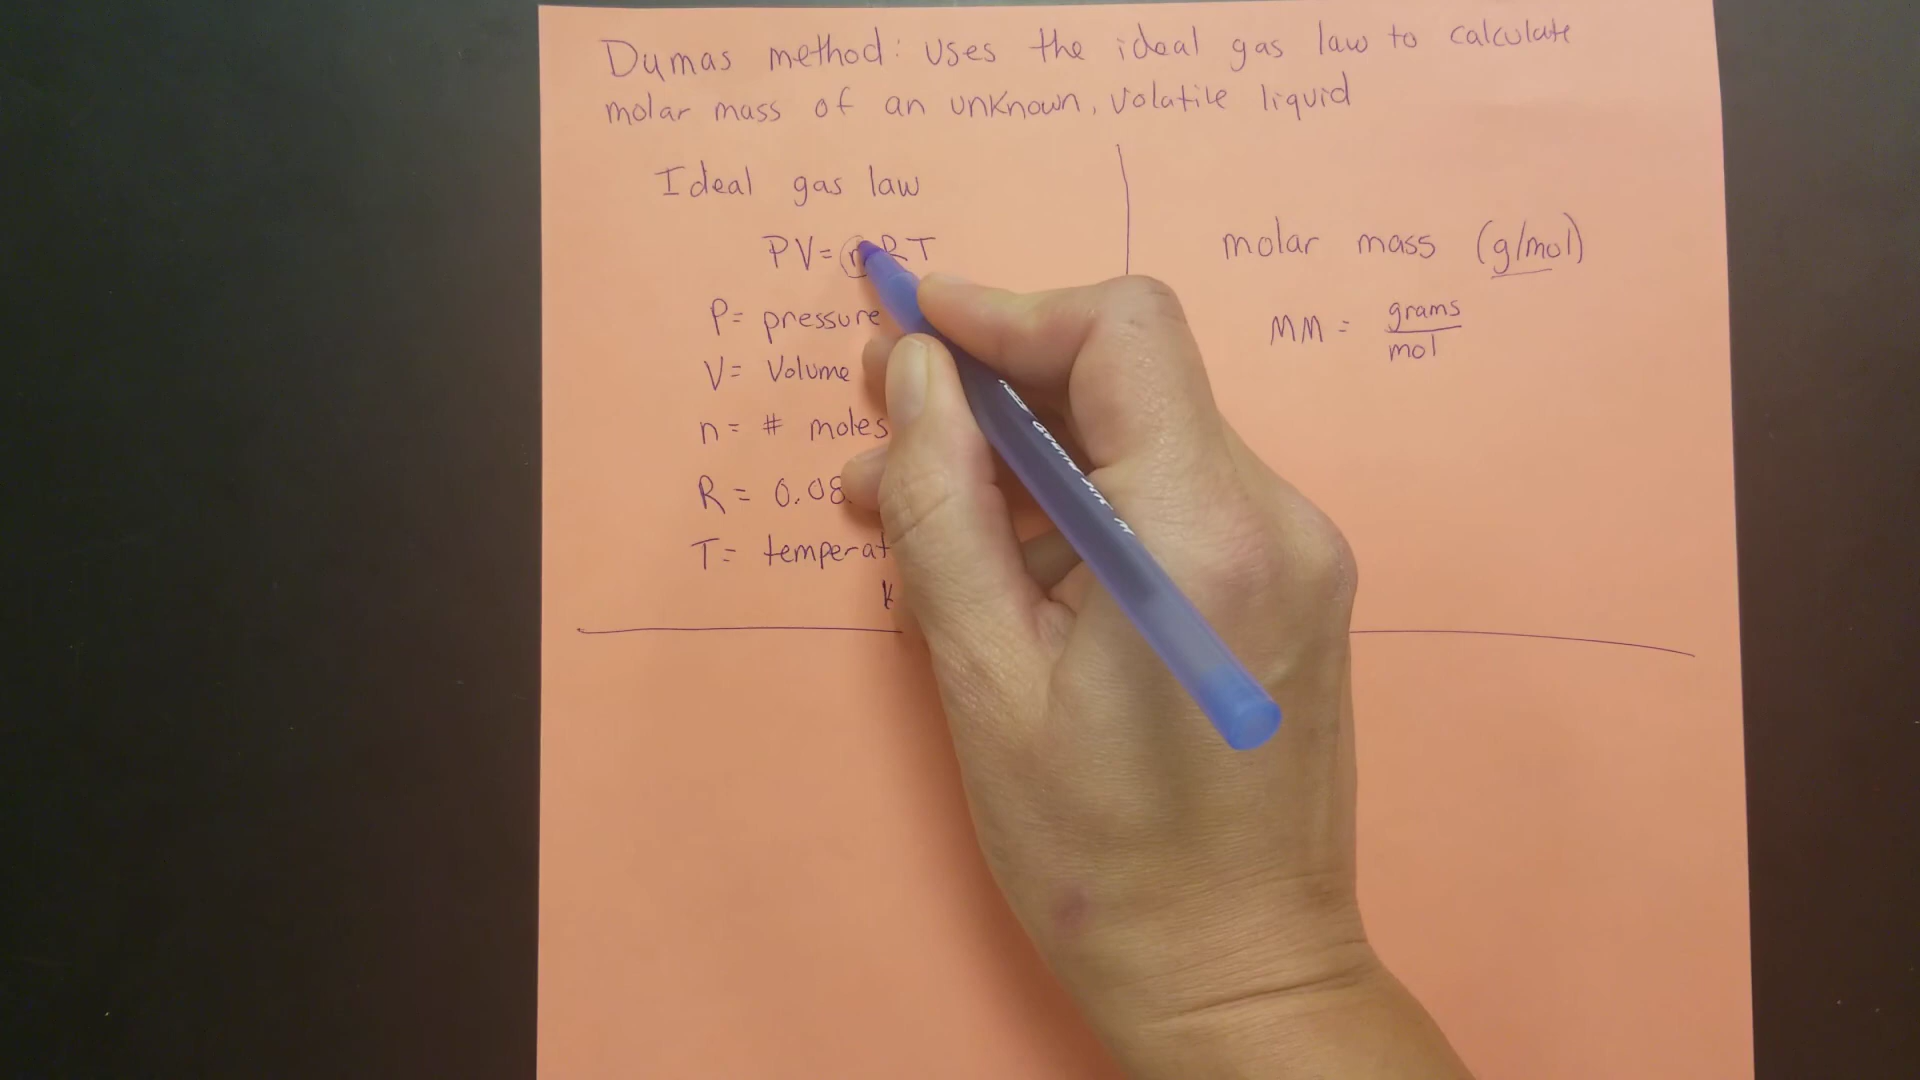 Dumas method: uses the ideal gas law to calculate
molar mass of an unknown, volatile liquid
Ideal gas law
PV=nRT
P= pressure
V= Volume
n= # moles
R = 0.08
T= temperat
k
molar mass (g/mol)
MM = grams
mol